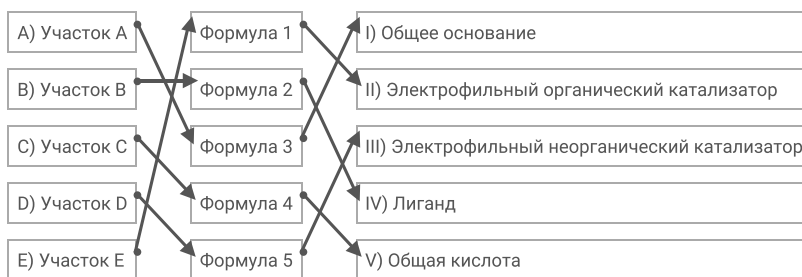 A) Участок A Формула 1 I) Общее основание
B) Участок B Формула 2 II) Электрофильный органический катализатор
C) Участок C Формула 3 III) Электрофильный неорганический катализатор
D) Участок D Формула 4 IV) Лиганд
E) Участок E Формула 5 V) Общая кислота